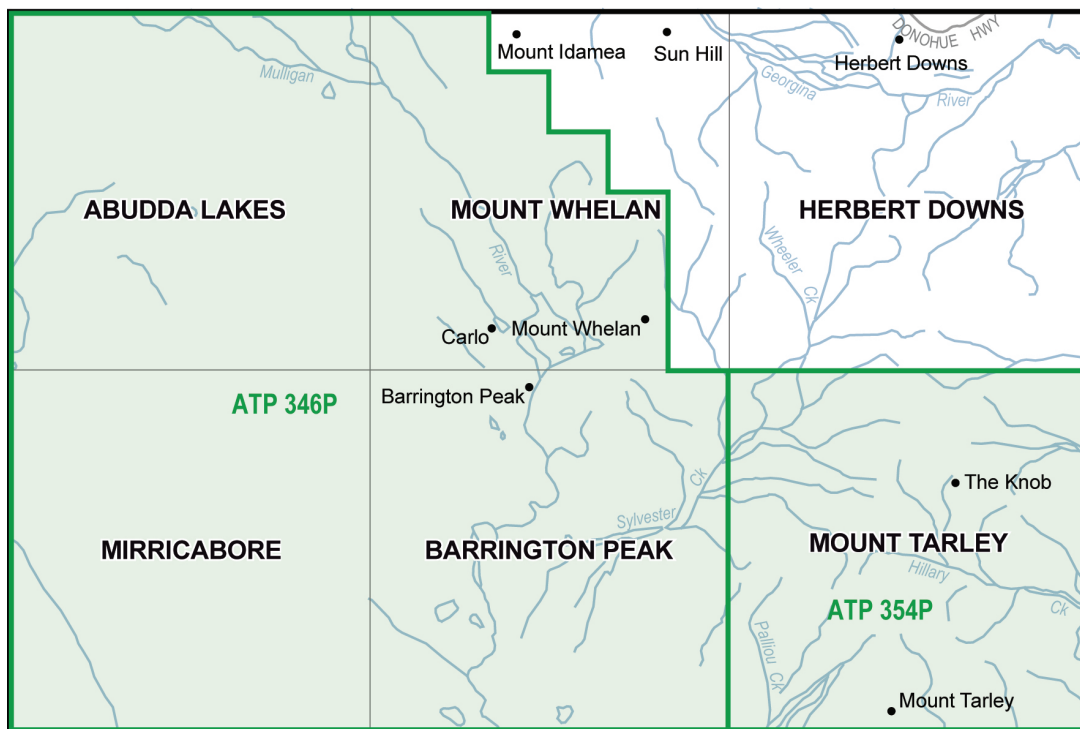 DONOHUE HWY
Mount Idamea
Sun Hill
Herbert Downs
Mulligan
Georgina
River
ABUDDA LAKES
MOUNT WHELAN
HERBERT DOWNS
River
Wheeler
Ck
Carlo
Mount Whelan
Barrington Peak
ATP 346P
Ck
The Knob
Sylvester
MIRRICABORE
BARRINGTON PEAK
MOUNT TARLEY
Hillary
Ck
ATP 354P
Palliou Ck
Mount Tarley